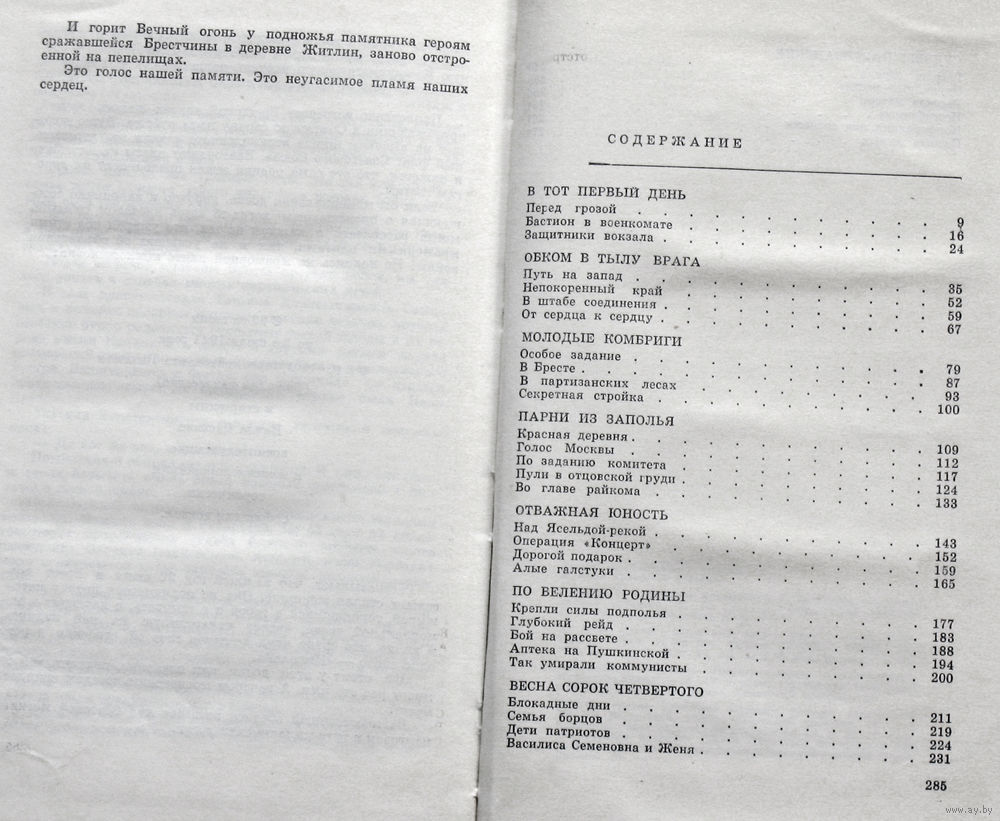 И горит Вечный огонь у подножья памятника героям
сражавшейся Брестчины в деревне Житлин, заново отстро-
енной на пепелищах.
Это голос нашей памяти. Это неугасимое пламя наших
сердец.
СОДЕРЖАНИЕ
В ТОТ ПЕРВЫЙ ДЕНЬ
Перед грозой . . . . . . . . . . . 9
Бастион в военкомате . . . . . . . . . 16
Защитники вокзала . . . . . . . . . . 24
ОБКОМ В ТЫЛУ ВРАГА
Путь на запад . . . . . . . . . . . 35
Непокоренный край . . . . . . . . . . 52
В штабе соединения . . . . . . . . . . 59
От сердца к сердцу . . . . . . . . . . 67
МОЛОДЫЕ КОМБРИГИ
Особое задание . . . . . . . . . . . 79
В Бресте . . . . . . . . . . . . 87
В партизанских лесах . . . . . . . . . 93
Секретная стройка . . . . . . . . . . 100
ПАРНИ ИЗ ЗАПОЛЬЯ
Красная деревня . . . . . . . . . . . 109
Голос Москвы . . . . . . . . . . . 112
По заданию комитета . . . . . . . . . 117
Пули в отцовской груди . . . . . . . . . 124
Во главе райкома . . . . . . . . . . 133
ОТВАЖНАЯ ЮНОСТЬ
Над Ясельдой-рекой . . . . . . . . . . 143
Операция «Концерт» . . . . . . . . . . 152
Дорогой подарок . . . . . . . . . . . 159
Алые галстуки . . . . . . . . . . . 165
ПО ВЕЛЕНИЮ РОДИНЫ
Крепли силы подполья . . . . . . . . . 177
Глубокий рейд . . . . . . . . . . . 183
Бой на рассвете . . . . . . . . . . . 188
Аптека на Пушкинской . . . . . . . . . 194
Так умирали коммунисты . . . . . . . . . 200
ВЕСНА СОРОК ЧЕТВЕРТОГО
Блокадные дни . . . . . . . . . . . 211
Семья борцов . . . . . . . . . . . 219
Дети патриотов . . . . . . . . . . . 224
Василиса Семеновна и Женя . . . . . . . . 231
285
www.ay.by